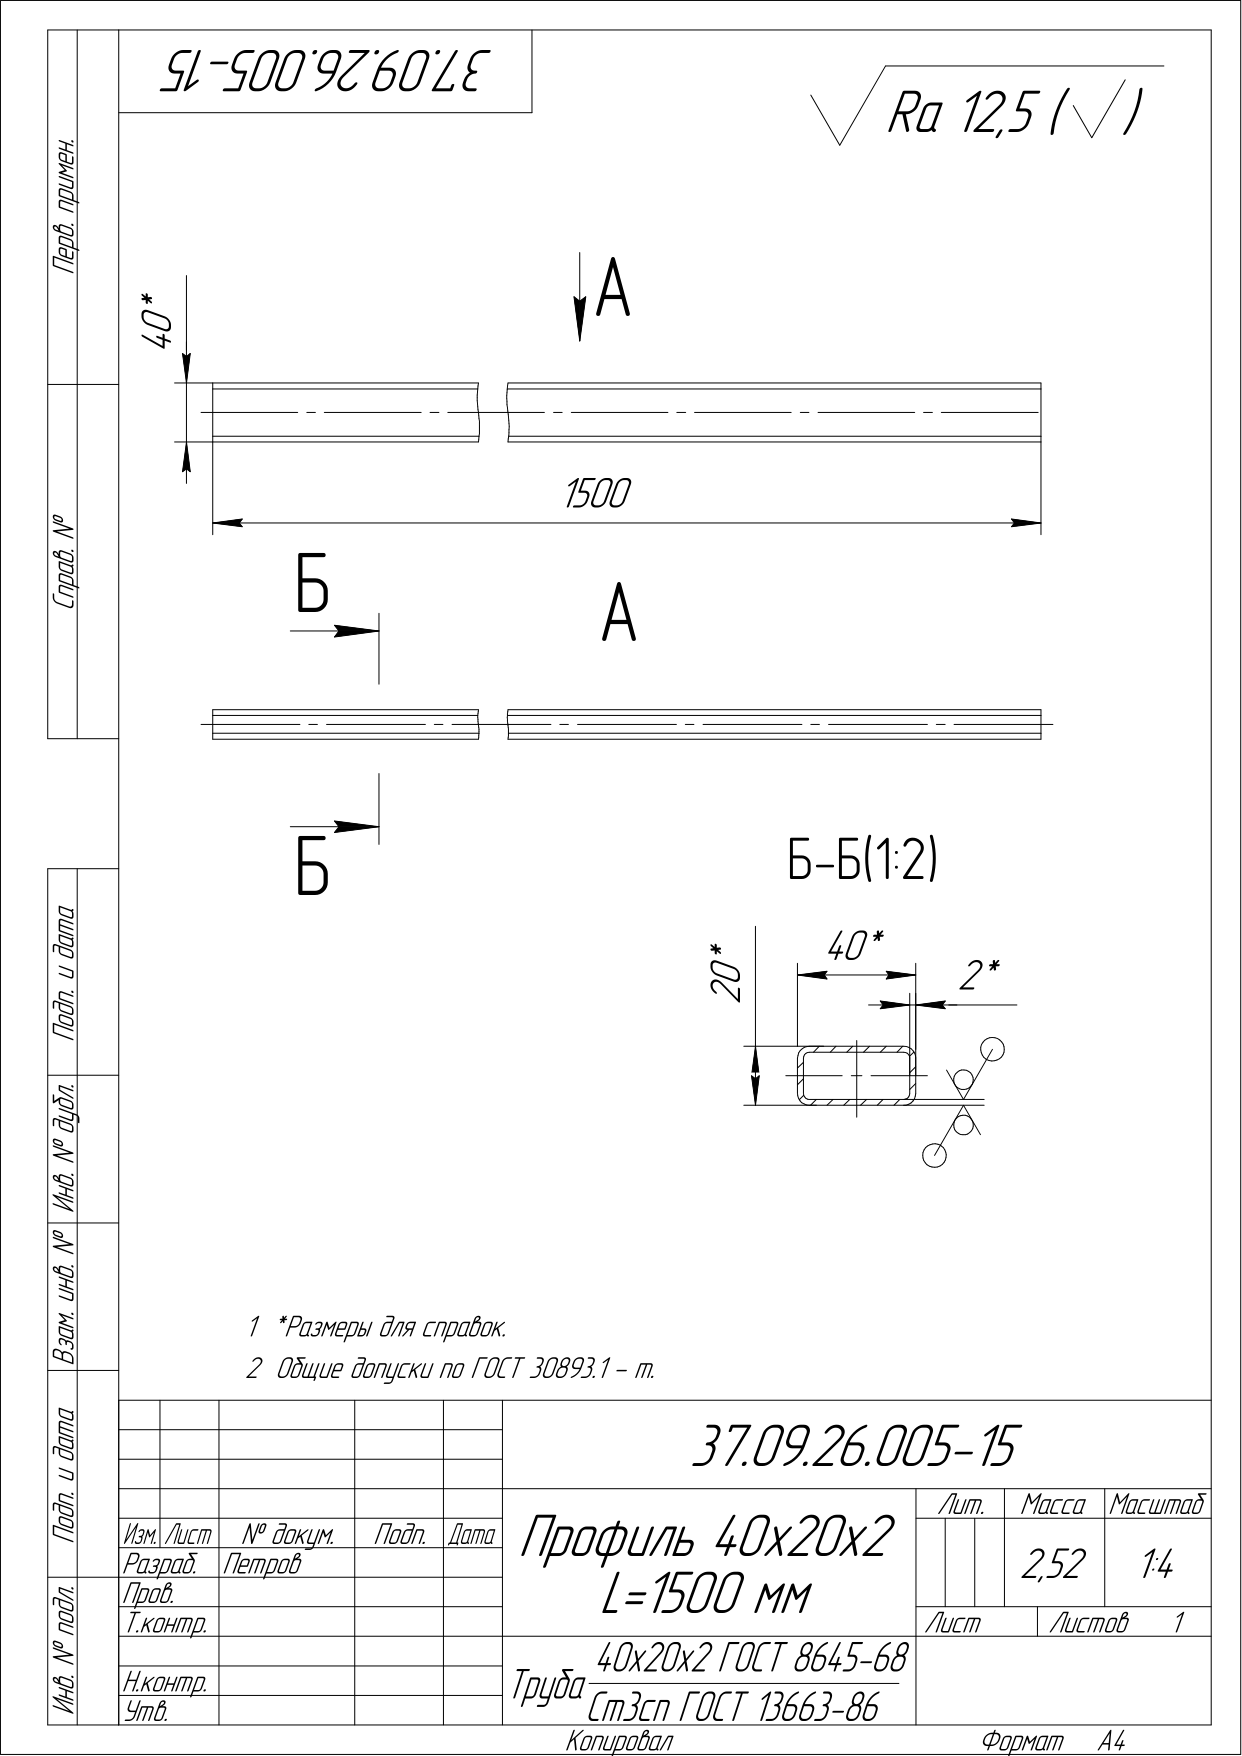 37.09.26.005-15
Ra 12,5 (√)
Перв. примен.
Справ. №
А
40*
1500
Б
А
Б
Б-Б(1:2)
40*
20*
2*
Подп. и дата
Инв. № дубл.
Взам. инв. №
Подп. и дата
Инв. № подл.
1 *Размеры для справок.
2 Общие допуски по ГОСТ 30893.1 - m.
37.09.26.005-15
Лит. Масса Масштаб
Изм. Лист № докум. Подп. Дата
Профиль 40х20х2
L=1500 мм
2,52 1:4
Разраб. Петров
Пров.
Т.контр.
Лист Листов 1
Н.контр.
Утв.
Труба 40х20х2 ГОСТ 8645-68
Ст3сп ГОСТ 13663-86
Копировал Формат А4